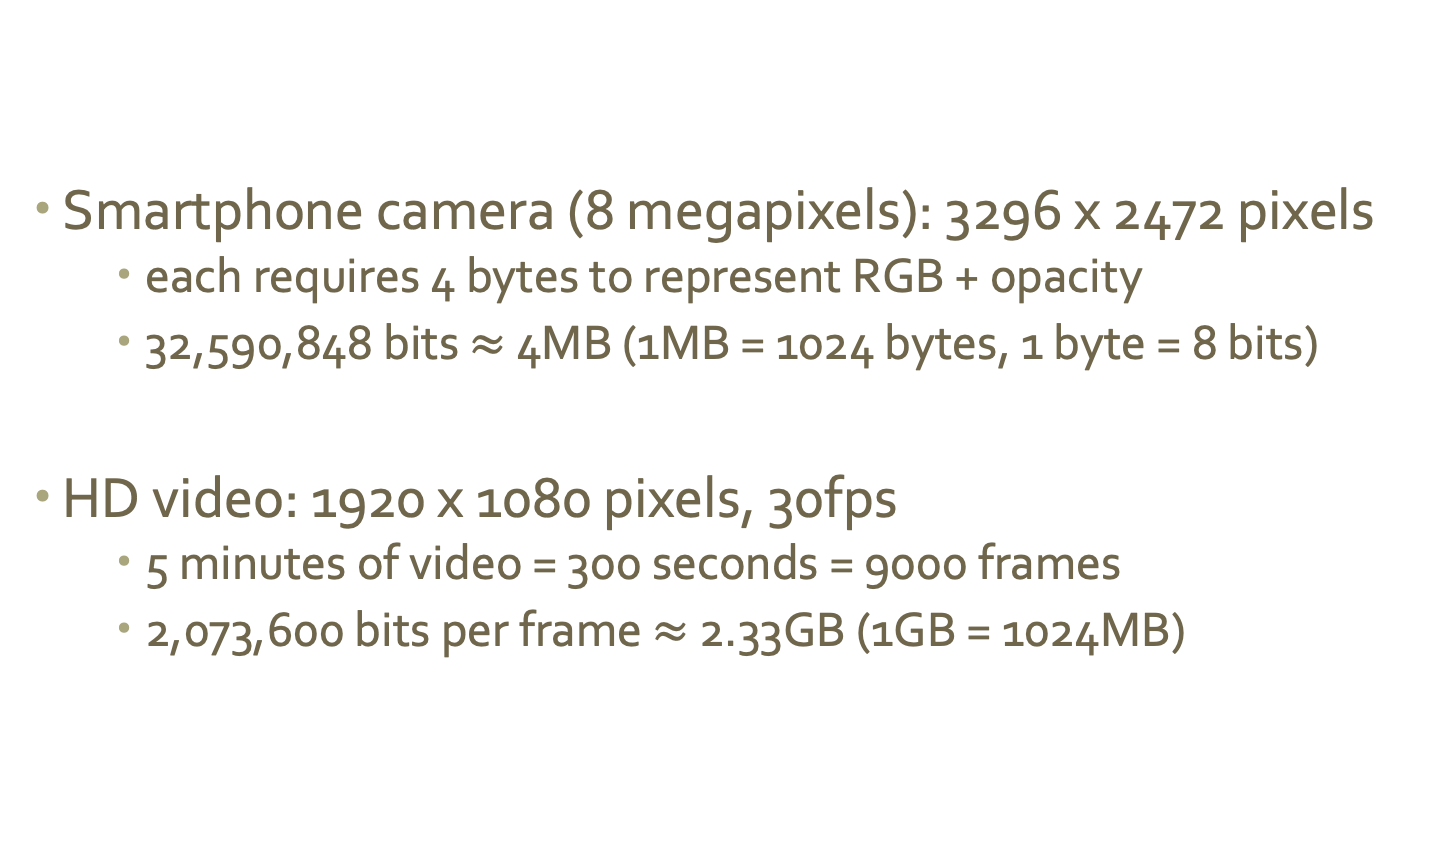 • Smartphone camera (8 megapixels): 3296 x 2472 pixels
• each requires 4 bytes to represent RGB + opacity
• 32,590,848 bits ≈ 4MB (1MB = 1024 bytes, 1 byte = 8 bits)
• HD video: 1920 x 1080 pixels, 30fps
• 5 minutes of video = 300 seconds = 9000 frames
• 2,073,600 bits per frame ≈ 2.33GB (1GB = 1024MB)